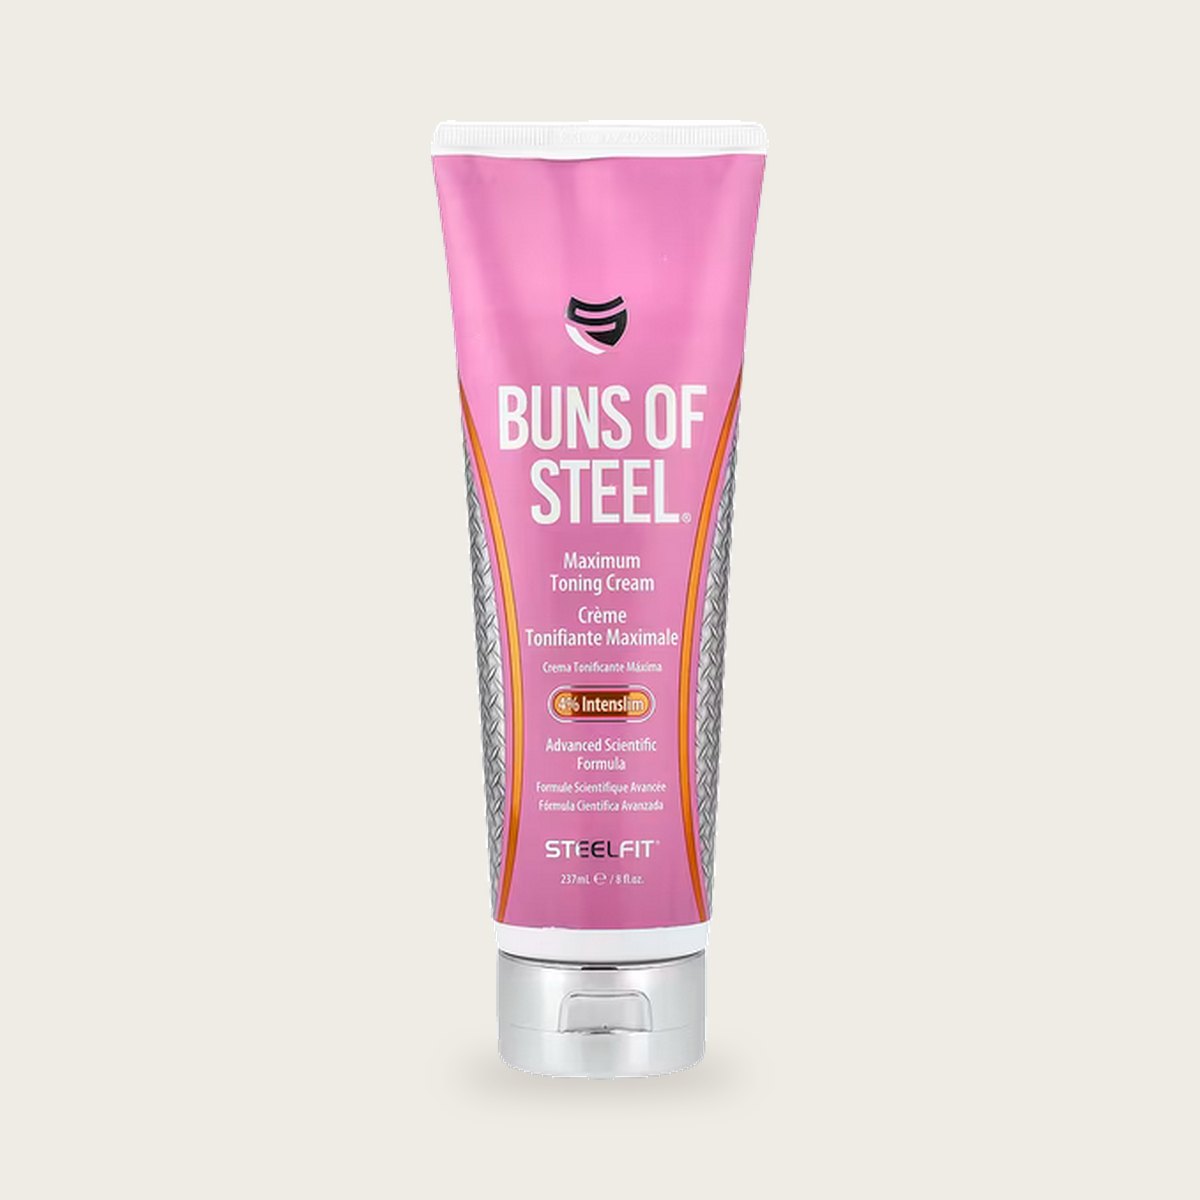 BUNS OF
STEEL®
Maximum
Toning Cream
Crème
Tonifiante Maximale
Crema Tonificante Máxima
4% Intenslim
Advanced Scientific
Formula
Formule Scientifique Avancée
Fórmula Científica Avanzada
STEELFIT®
237mL ℮ / 8 fl.oz.